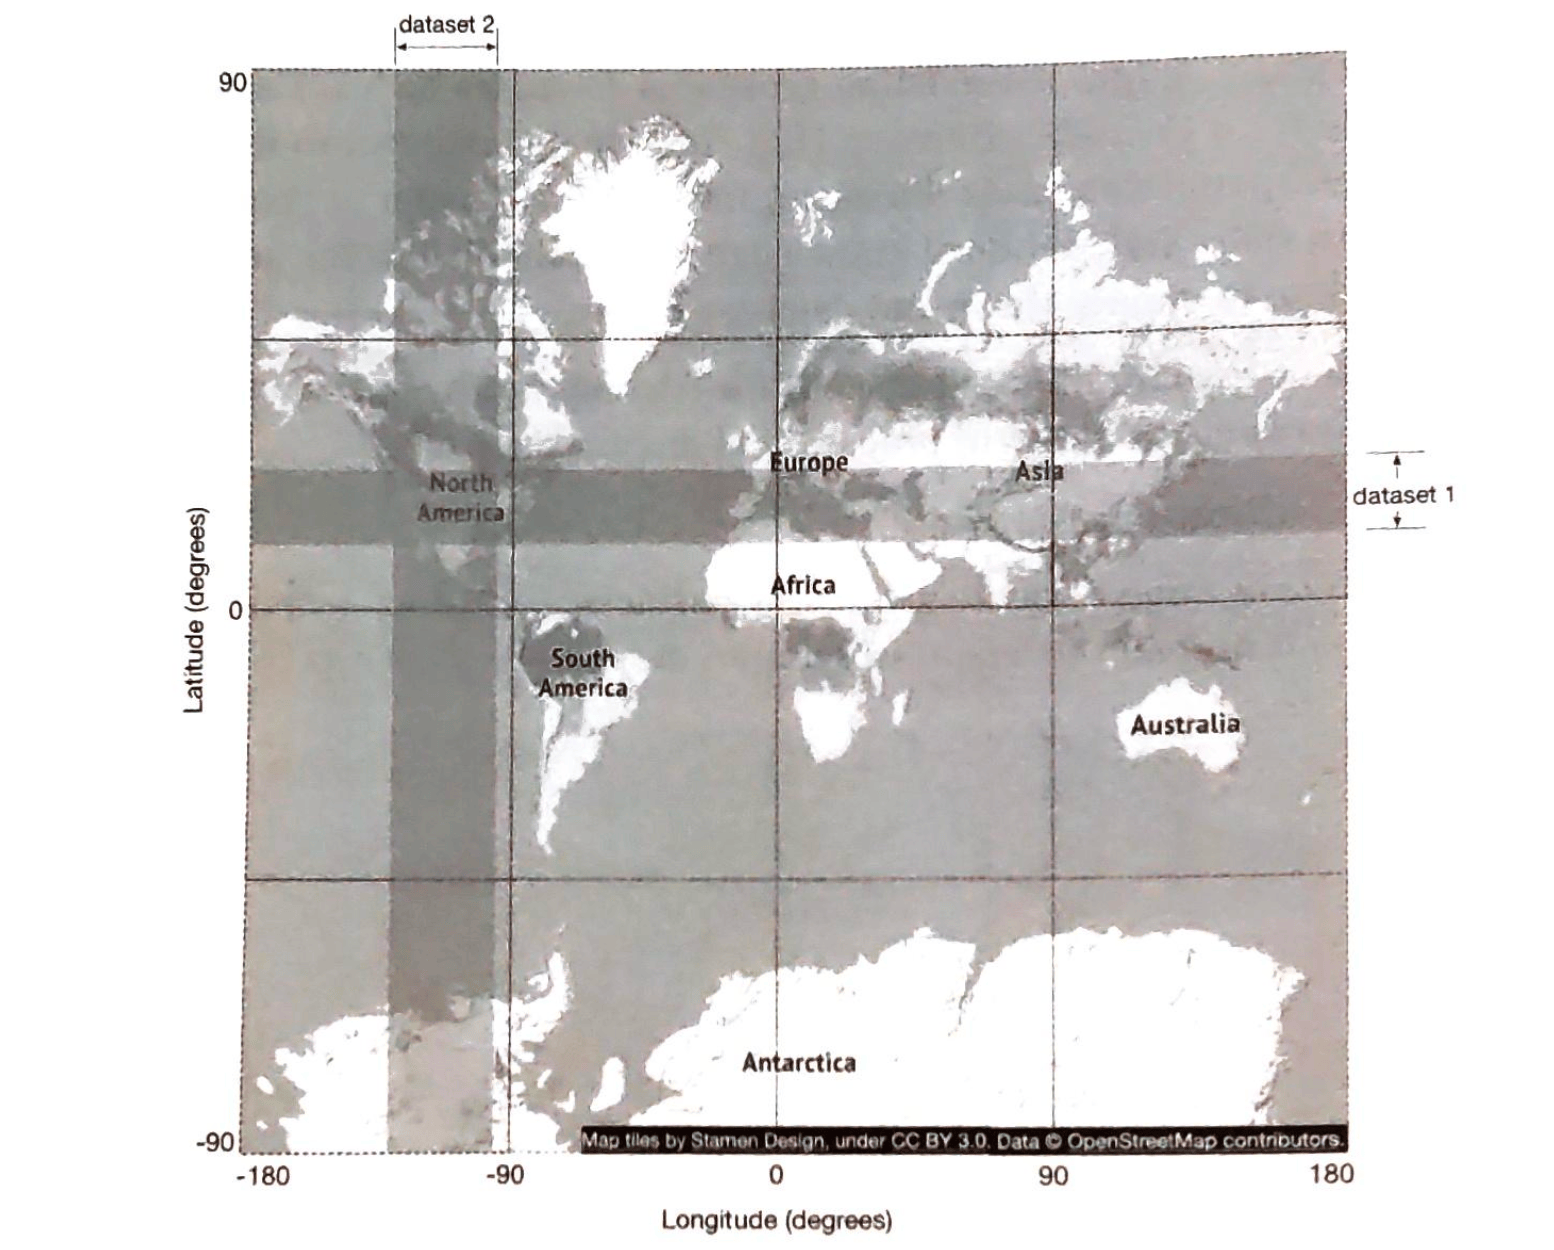 dataset 2
90
Europe
Asia
North
America
dataset 1
Africa
Latitude (degrees)
0
South
America
Australia
Antarctica
-90
Map tiles by Stamen Design, under CC BY 3.0. Data © OpenStreetMap contributors.
-180
-90
0
90
180
Longitude (degrees)